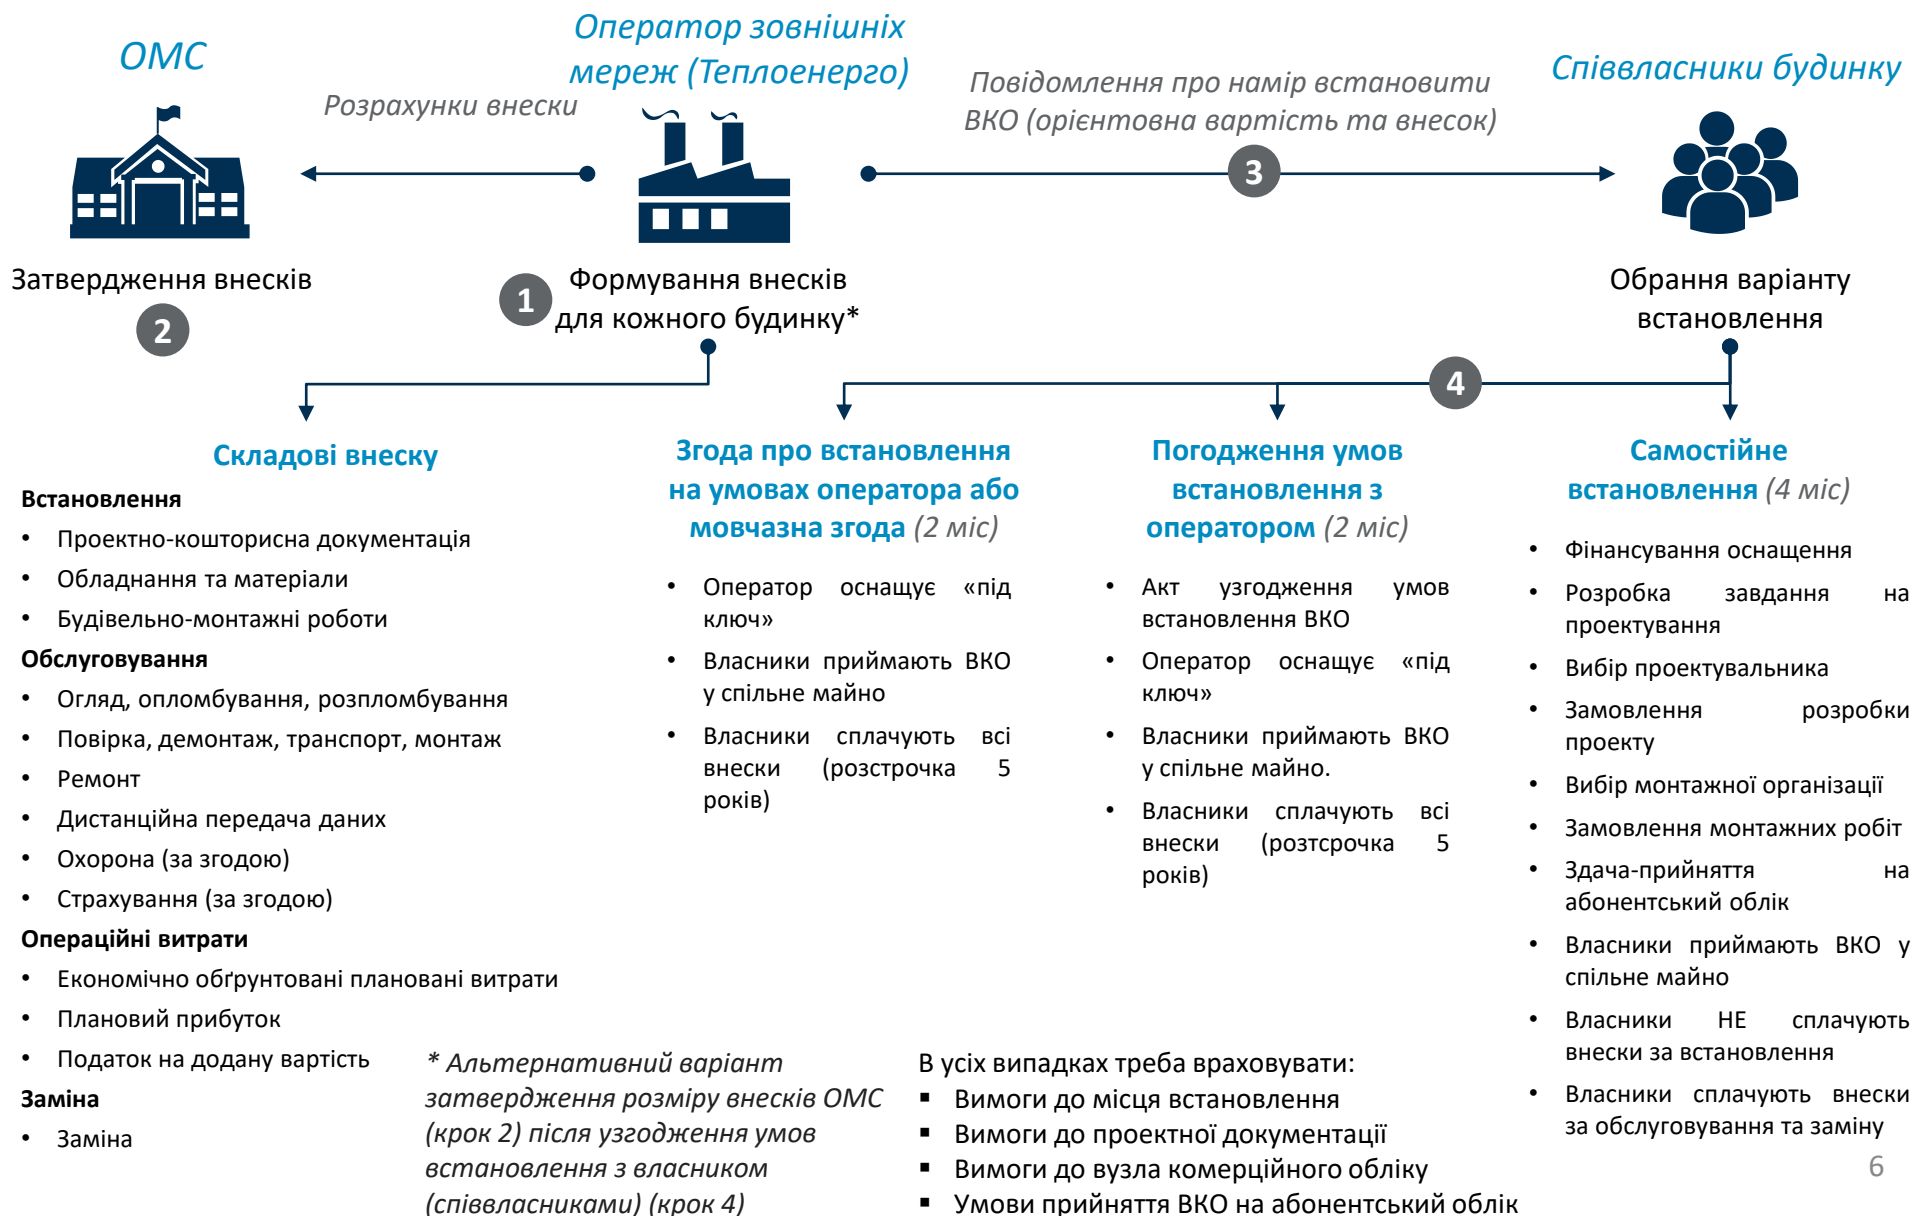 ОМС
Оператор зовнішніх
мереж (Теплоенерго)
Співвласники будинку
Розрахунки внески
Повідомлення про намір встановити
ВКО (орієнтовна вартість та внесок)
3
Затвердження внесків
2
1
Формування внесків
для кожного будинку*
Обрання варіанту
встановлення
4
Складові внеску
Встановлення
• Проектно-кошторисна документація
• Обладнання та матеріали
• Будівельно-монтажні роботи
Обслуговування
• Огляд, опломбування, розпломбування
• Повірка, демонтаж, транспорт, монтаж
• Ремонт
• Дистанційна передача даних
• Охорона (за згодою)
• Страхування (за згодою)
Операційні витрати
• Економічно обґрунтовані плановані витрати
• Плановий прибуток
• Податок на додану вартість
Заміна
• Заміна
Згода про встановлення
на умовах оператора або
мовчазна згода (2 міс)
• Оператор оснащує «під
ключ»
• Власники приймають ВКО
у спільне майно
• Власники сплачують всі
внески (розстрочка 5
років)
Погодження умов
встановлення з
оператором (2 міс)
• Акт узгодження умов
встановлення ВКО
• Оператор оснащує «під
ключ»
• Власники приймають ВКО
у спільне майно.
• Власники сплачують всі
внески (розтсрочка 5
років)
Самостійне
встановлення (4 міс)
• Фінансування оснащення
• Розробка завдання на
проектування
• Вибір проектувальника
• Замовлення розробки
проекту
• Вибір монтажної організації
• Замовлення монтажних робіт
• Здача-прийняття на
абонентський облік
• Власники приймають ВКО у
спільне майно
• Власники НЕ сплачують
внески за встановлення
• Власники сплачують внески
за обслуговування та заміну
* Альтернативний варіант
затвердження розміру внесків ОМС
(крок 2) після узгодження умов
встановлення з власником
(співвласниками) (крок 4)
В усіх випадках треба враховувати:
▪ Вимоги до місця встановлення
▪ Вимоги до проектної документації
▪ Вимоги до вузла комерційного обліку
▪ Умови прийняття ВКО на абонентський облік
6